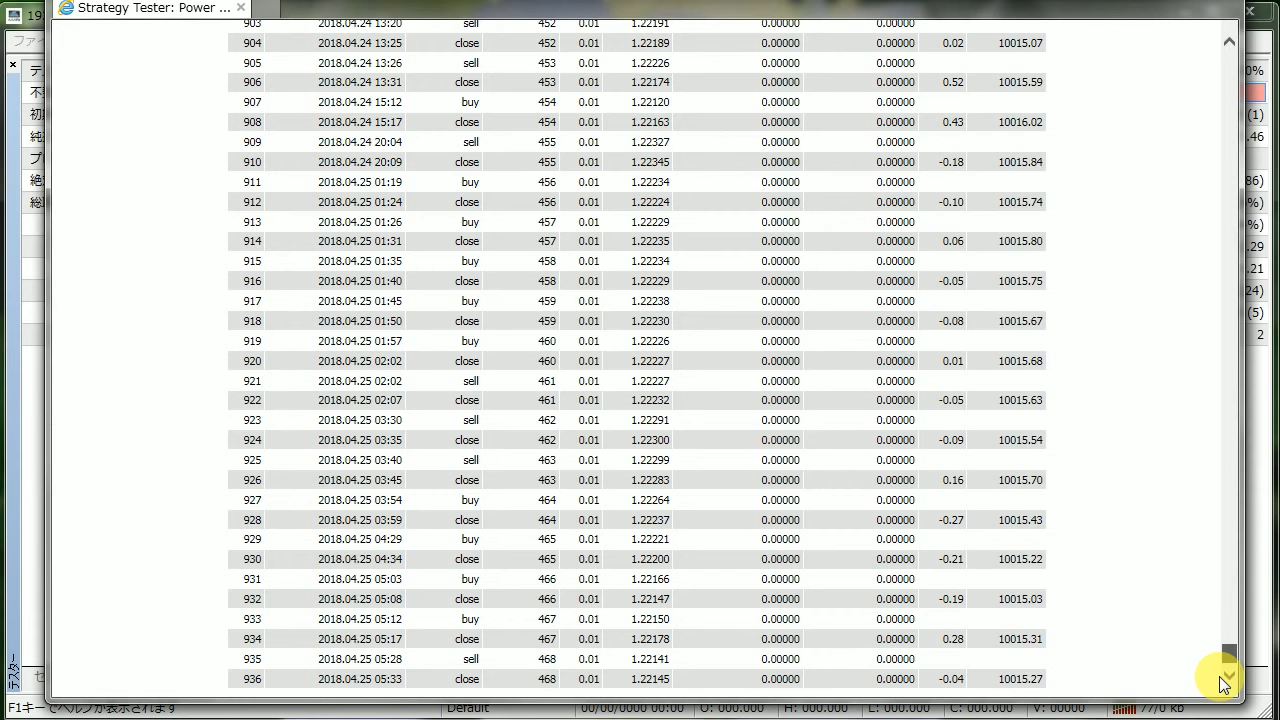 Strategy Tester: Power ...
903 2018.04.24 13:20 sell 452 0.01 1.22191 0.00000 0.00000
904 2018.04.24 13:25 close 452 0.01 1.22189 0.00000 0.00000 0.02 10015.07
905 2018.04.24 13:26 sell 453 0.01 1.22226 0.00000 0.00000
906 2018.04.24 13:31 close 453 0.01 1.22174 0.00000 0.00000 0.52 10015.59
907 2018.04.24 15:12 buy 454 0.01 1.22120 0.00000 0.00000
908 2018.04.24 15:17 close 454 0.01 1.22163 0.00000 0.00000 0.43 10016.02
909 2018.04.24 20:04 sell 455 0.01 1.22327 0.00000 0.00000
910 2018.04.24 20:09 close 455 0.01 1.22345 0.00000 0.00000 -0.18 10015.84
911 2018.04.25 01:19 buy 456 0.01 1.22234 0.00000 0.00000
912 2018.04.25 01:24 close 456 0.01 1.22224 0.00000 0.00000 -0.10 10015.74
913 2018.04.25 01:26 buy 457 0.01 1.22229 0.00000 0.00000
914 2018.04.25 01:31 close 457 0.01 1.22235 0.00000 0.00000 0.06 10015.80
915 2018.04.25 01:35 buy 458 0.01 1.22234 0.00000 0.00000
916 2018.04.25 01:40 close 458 0.01 1.22229 0.00000 0.00000 -0.05 10015.75
917 2018.04.25 01:45 buy 459 0.01 1.22238 0.00000 0.00000
918 2018.04.25 01:50 close 459 0.01 1.22230 0.00000 0.00000 -0.08 10015.67
919 2018.04.25 01:57 buy 460 0.01 1.22226 0.00000 0.00000
920 2018.04.25 02:02 close 460 0.01 1.22227 0.00000 0.00000 0.01 10015.68
921 2018.04.25 02:02 sell 461 0.01 1.22227 0.00000 0.00000
922 2018.04.25 02:07 close 461 0.01 1.22232 0.00000 0.00000 -0.05 10015.63
923 2018.04.25 03:30 sell 462 0.01 1.22291 0.00000 0.00000
924 2018.04.25 03:35 close 462 0.01 1.22300 0.00000 0.00000 -0.09 10015.54
925 2018.04.25 03:40 sell 463 0.01 1.22299 0.00000 0.00000
926 2018.04.25 03:45 close 463 0.01 1.22283 0.00000 0.00000 0.16 10015.70
927 2018.04.25 03:54 buy 464 0.01 1.22264 0.00000 0.00000
928 2018.04.25 03:59 close 464 0.01 1.22237 0.00000 0.00000 -0.27 10015.43
929 2018.04.25 04:29 buy 465 0.01 1.22221 0.00000 0.00000
930 2018.04.25 04:34 close 465 0.01 1.22200 0.00000 0.00000 -0.21 10015.22
931 2018.04.25 05:03 buy 466 0.01 1.22166 0.00000 0.00000
932 2018.04.25 05:08 close 466 0.01 1.22147 0.00000 0.00000 -0.19 10015.03
933 2018.04.25 05:12 buy 467 0.01 1.22150 0.00000 0.00000
934 2018.04.25 05:17 close 467 0.01 1.22178 0.00000 0.00000 0.28 10015.31
935 2018.04.25 05:28 sell 468 0.01 1.22141 0.00000 0.00000
936 2018.04.25 05:33 close 468 0.01 1.22145 0.00000 0.00000 -0.04 10015.27
テスター
F1キーでヘルプが表示されます Default 00/00/0000 00:00 O: 000.000 H: 000.000 L: 000.000 C: 000.000 V: 00000 77/0 kb